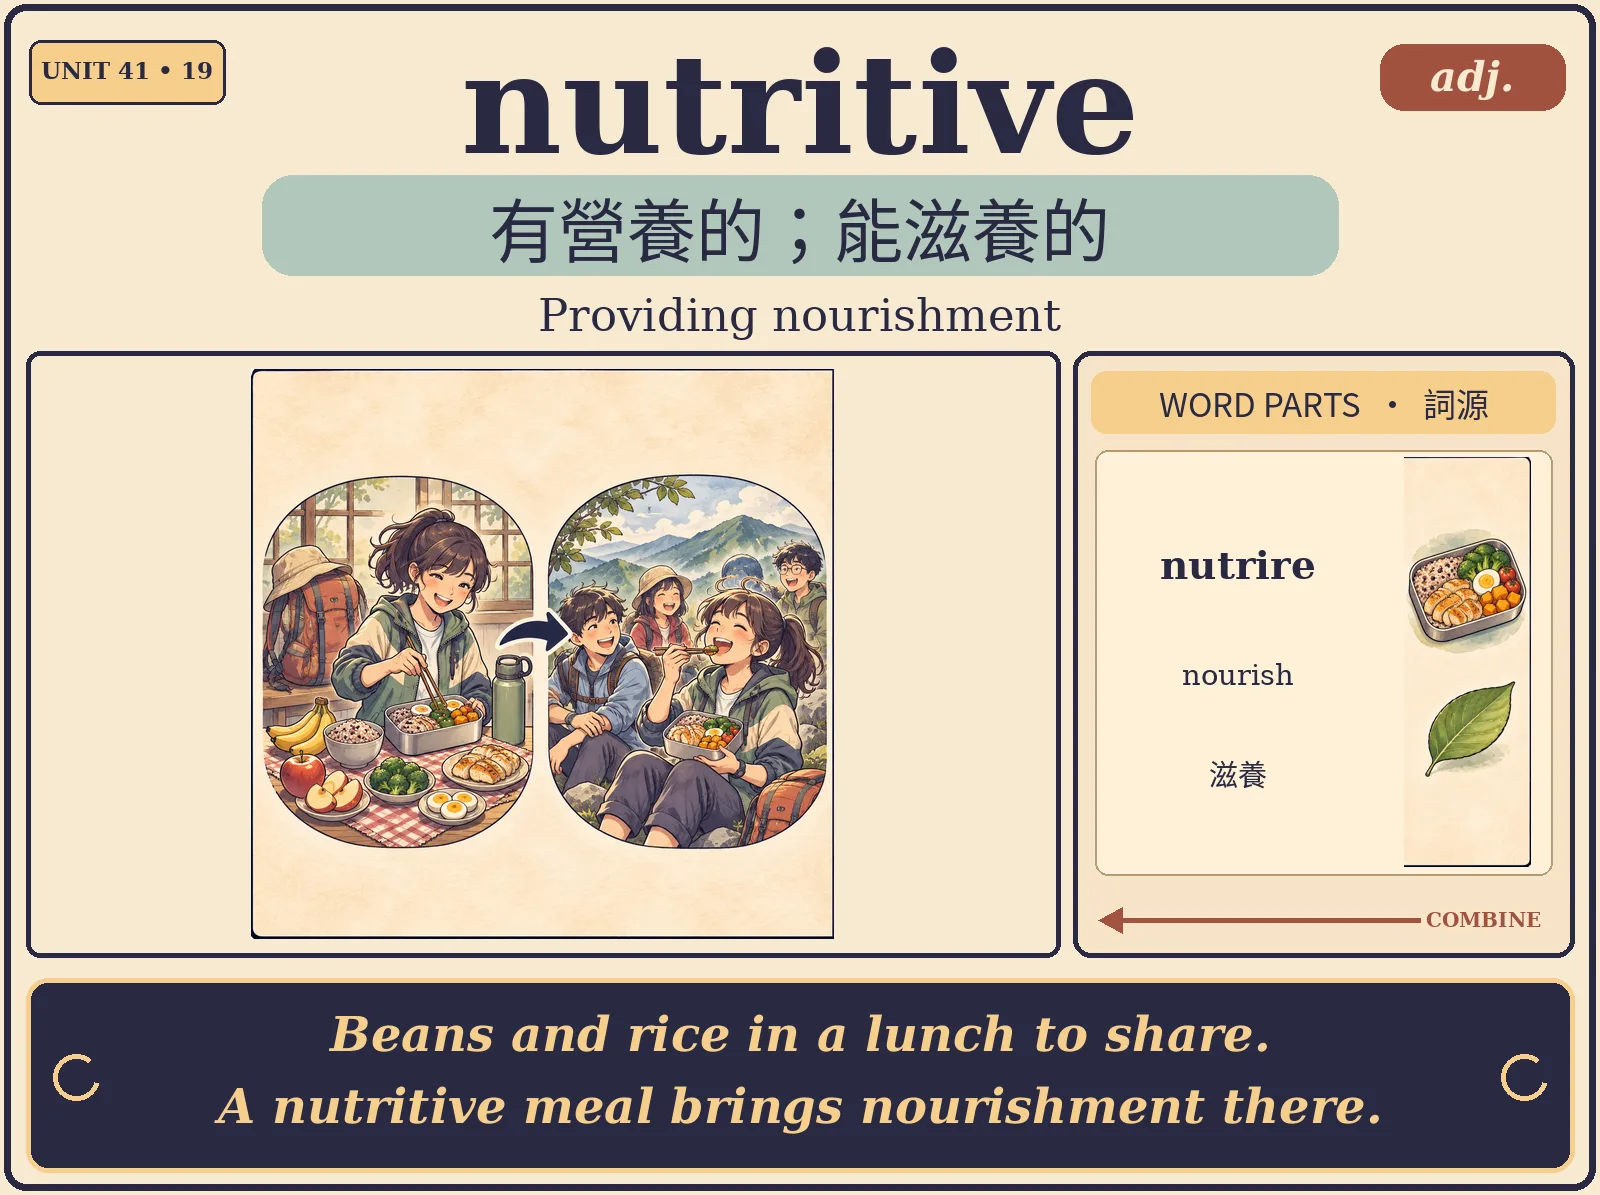 UNIT 41 • 19
nutritive
adj.
有營養的；能滋養的
Providing nourishment
WORD PARTS ・ 詞源
nutrire
nourish
滋養
COMBINE
Beans and rice in a lunch to share.
A nutritive meal brings nourishment there.